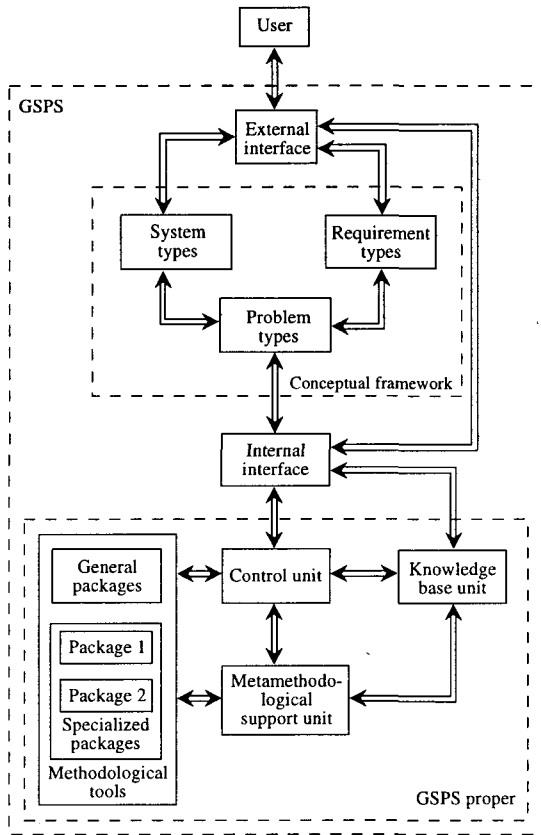 User
GSPS
External
interface
System
types
Requirement
types
Problem
types
Conceptual framework
Internal
interface
General
packages
Control unit
Knowledge
base unit
Package 1
Package 2
Specialized
packages
Methodological
tools
Metamethodo-
logical
support unit
GSPS proper